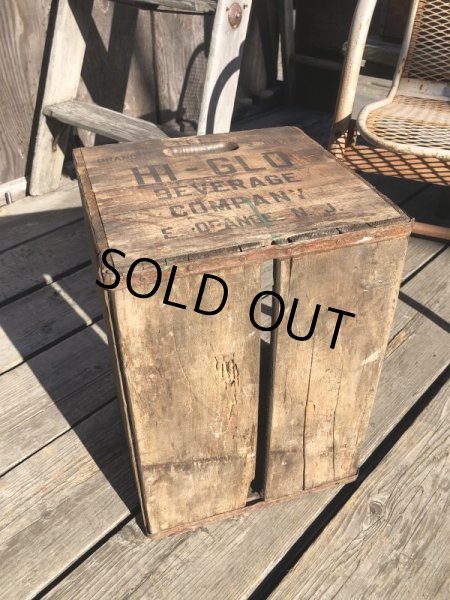 HI-GLO
BEVERAGE
COMPANY
E. ORANGE N. J.
SOLD OUT